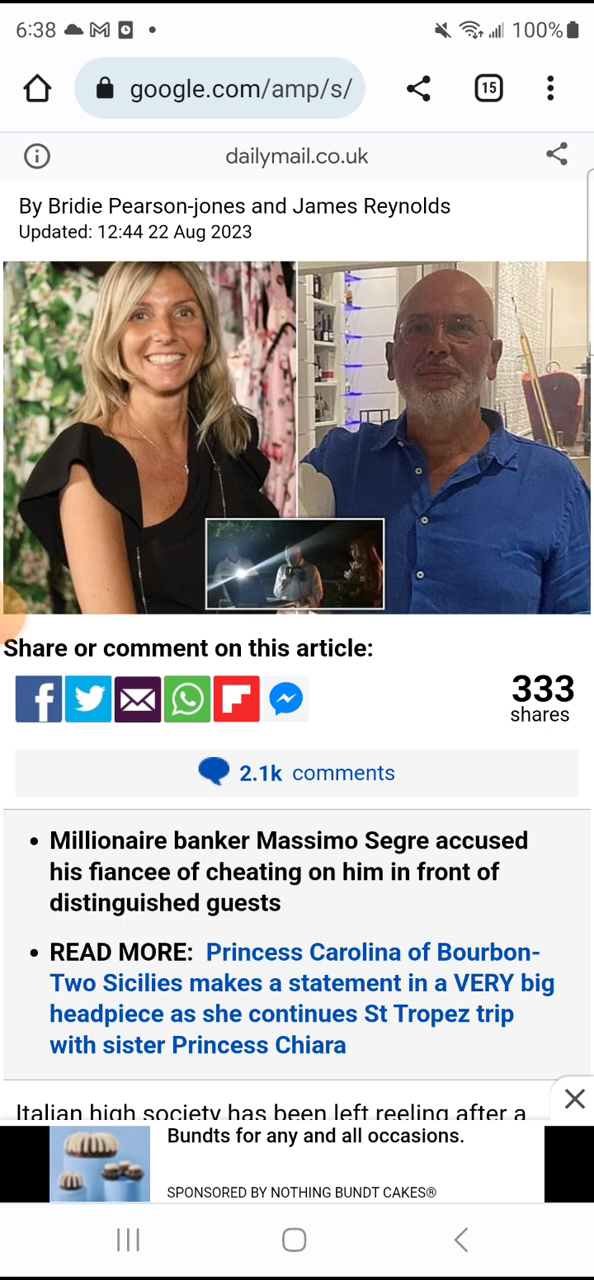 6:38
100%
google.com/amp/s/
15
dailymail.co.uk
By Bridie Pearson-jones and James Reynolds
Updated: 12:44 22 Aug 2023
Share or comment on this article:
333
shares
2.1k comments
• Millionaire banker Massimo Segre accused
his fiancee of cheating on him in front of
distinguished guests
• READ MORE: Princess Carolina of Bourbon-
Two Sicilies makes a statement in a VERY big
headpiece as she continues St Tropez trip
with sister Princess Chiara
Italian high society has been left reeling after a
Bundts for any and all occasions.
SPONSORED BY NOTHING BUNDT CAKES®